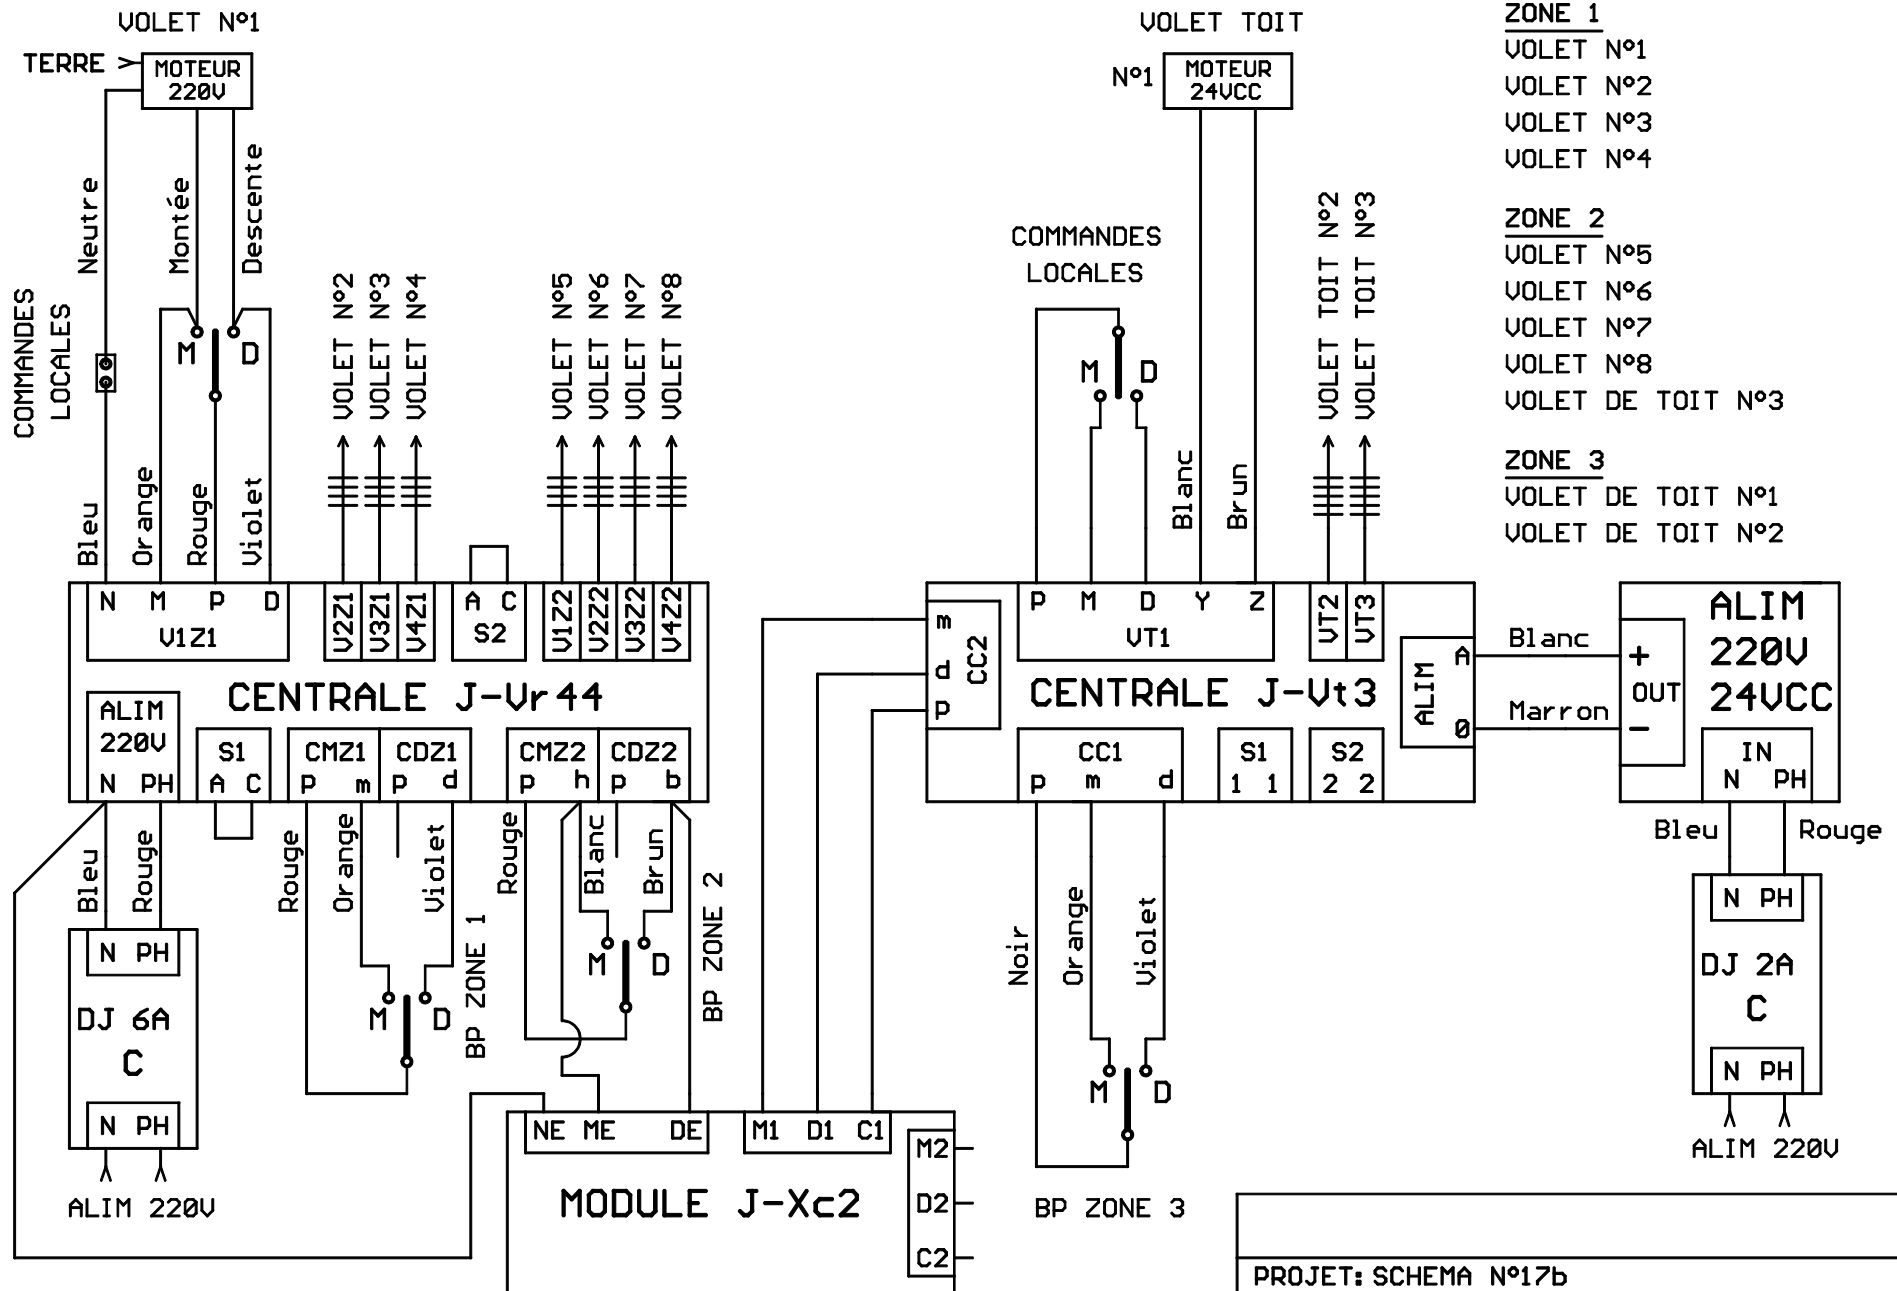 VOLET N°1
TERRE
MOTEUR
220V
Neutre
Montée
Descente
COMMANDES
LOCALES
M
D
Bleu
Orange
Rouge
Violet
VOLET N°2
VOLET N°3
VOLET N°4
VOLET N°5
VOLET N°6
VOLET N°7
VOLET N°8
N M P D
V1Z1
V2Z1
V3Z1
V4Z1
A C
S2
V1Z2
V2Z2
V3Z2
V4Z2
CENTRALE J-Vr44
ALIM
220V
N PH
S1
A C
CMZ1
p m
CDZ1
p d
CMZ2
p h
CDZ2
p b
Bleu
Rouge
Rouge
Orange
Violet
Rouge
Blanc
Brun
M D
BP ZONE 1
M D
BP ZONE 2
N PH
DJ 6A
C
N PH
ALIM 220V
NE ME DE
M1 D1 C1
M2
D2
C2
MODULE J-Xc2
VOLET TOIT
N°1
MOTEUR
24VCC
COMMANDES
LOCALES
M D
Blanc
Brun
VOLET TOIT N°2
VOLET TOIT N°3
m
d
p
CC2
P M D Y Z
VT1
VT2
VT3
CENTRALE J-Vt3
ALIM
A
0
CC1
p m d
S1
1 1
S2
2 2
Noir
Orange
Violet
M D
BP ZONE 3
Blanc
Marron
+
OUT
-
ALIM
220V
24VCC
IN
N PH
Bleu
Rouge
N PH
DJ 2A
C
N PH
ALIM 220V
ZONE 1
VOLET N°1
VOLET N°2
VOLET N°3
VOLET N°4
ZONE 2
VOLET N°5
VOLET N°6
VOLET N°7
VOLET N°8
VOLET DE TOIT N°3
ZONE 3
VOLET DE TOIT N°1
VOLET DE TOIT N°2
PROJET: SCHEMA N°17b